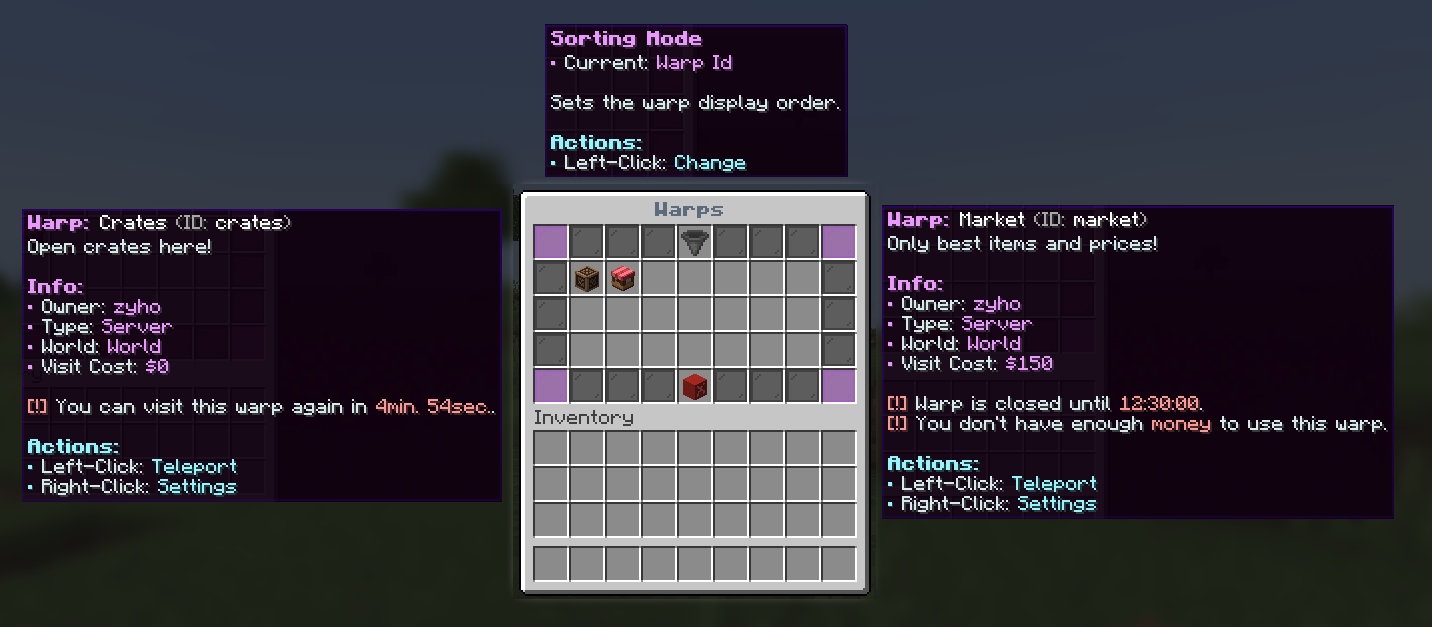 Sorting Mode
• Current: Warp Id
Sets the warp display order.
Actions:
• Left-Click: Change
Warp: Crates (ID: crates)
Open crates here!
Info:
• Owner: zyho
• Type: Server
• World: World
• Visit Cost: $0
[!] You can visit this warp again in 4min. 54sec..
Actions:
• Left-Click: Teleport
• Right-Click: Settings
Warps
Inventory
Warp: Market (ID: market)
Only best items and prices!
Info:
• Owner: zyho
• Type: Server
• World: World
• Visit Cost: $150
[!] Warp is closed until 12:30:00.
[!] You don't have enough money to use this warp.
Actions:
• Left-Click: Teleport
• Right-Click: Settings